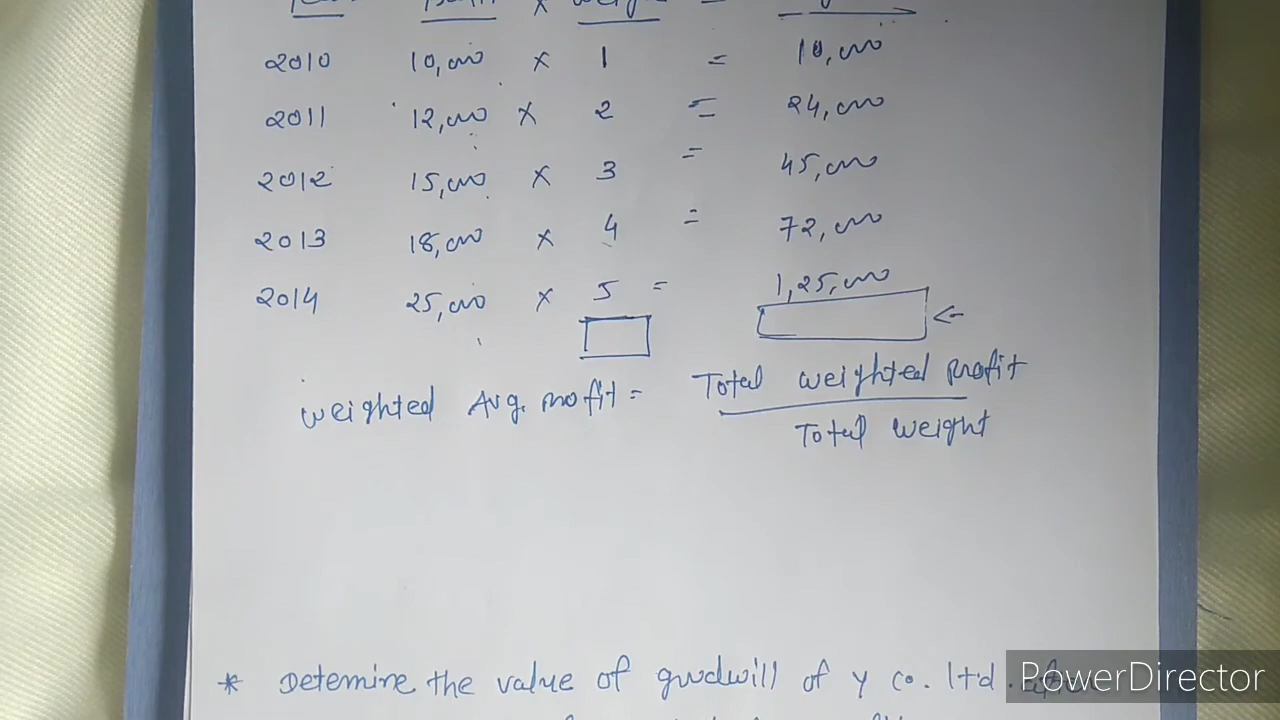 2010 10,000 × 1 = 10,000
2011 12,000 × 2 = 24,000
2012 15,000 × 3 = 45,000
2013 18,000 × 4 = 72,000
2014 25,000 × 5 = 1,25,000
Weighted Avg. profit = Total weighted profit
Total weight
* Detemine the value of goodwill of y co. ltd.
PowerDirector